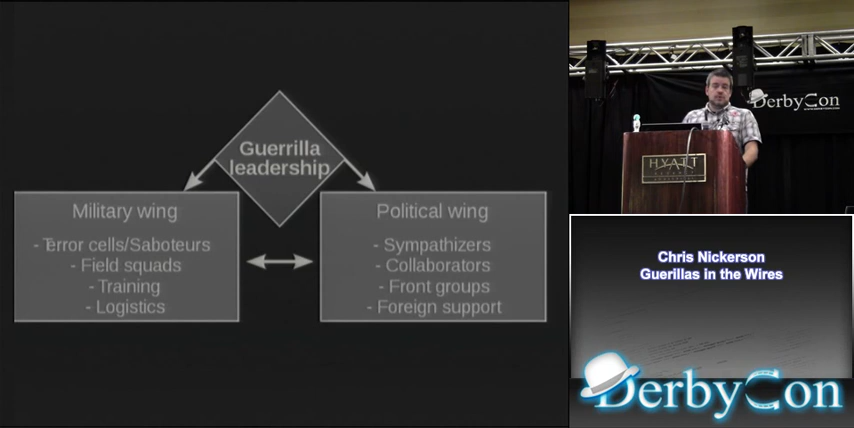 Guerrilla
leadership
Military wing
- Terror cells/Saboteurs
- Field squads
- Training
- Logistics
Political wing
- Sympathizers
- Collaborators
- Front groups
- Foreign support
DerbyCon
HYATT
Chris Nickerson
Guerillas in the Wires
DerbyCon